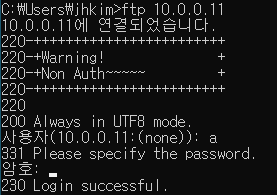 C:\Users\jhkim>ftp 10.0.0.11
10.0.0.11에 연결되었습니다.
220-++++++++++++++++++++++++
220-+Warning!              +
220-+Non Auth~~~~~         +
220-++++++++++++++++++++++++
220
200 Always in UTF8 mode.
사용자(10.0.0.11:(none)): a
331 Please specify the password.
암호:
230 Login successful.